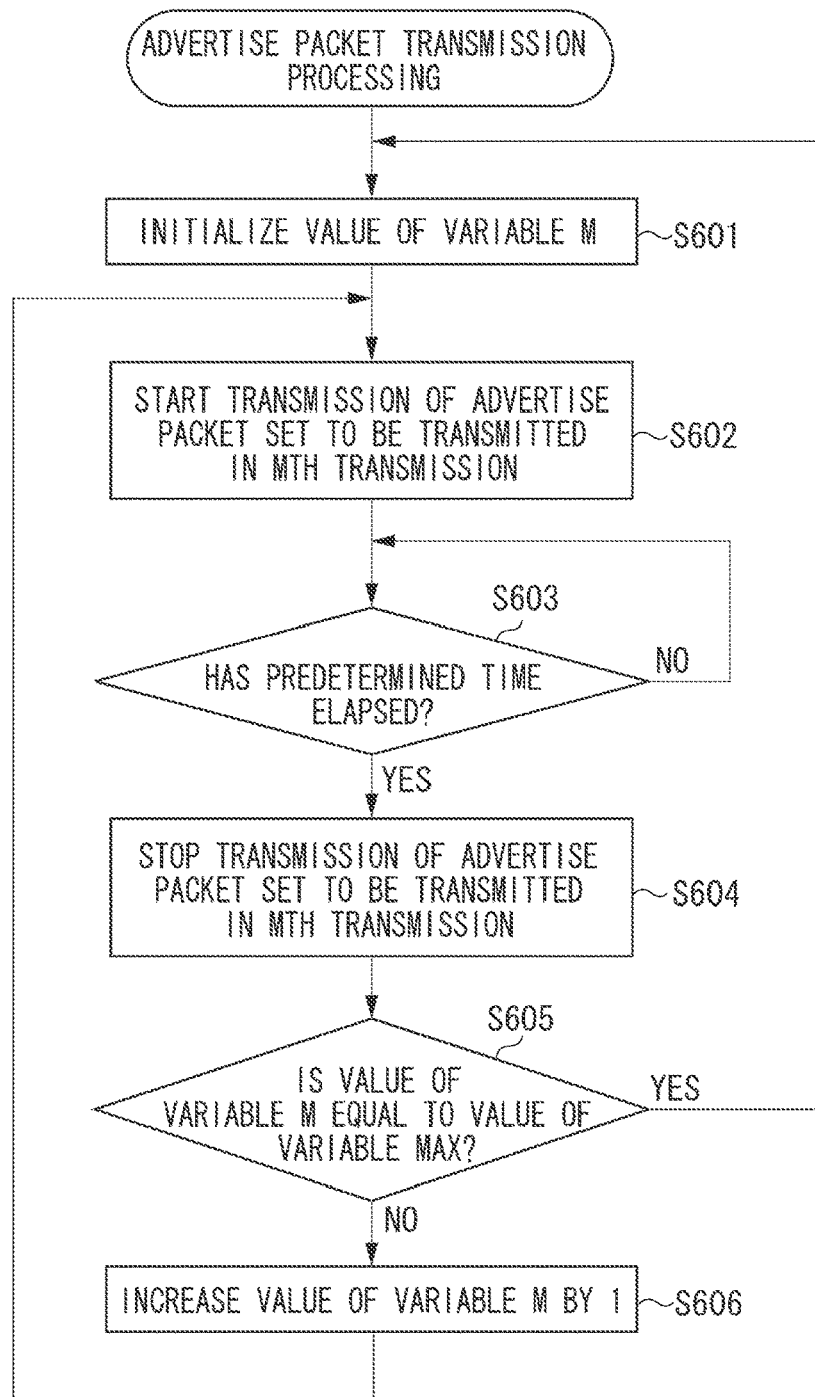 ADVERTISE PACKET TRANSMISSION
PROCESSING
INITIALIZE VALUE OF VARIABLE M
S601
START TRANSMISSION OF ADVERTISE
PACKET SET TO BE TRANSMITTED
IN MTH TRANSMISSION
S602
S603
HAS PREDETERMINED TIME
ELAPSED?
NO
YES
STOP TRANSMISSION OF ADVERTISE
PACKET SET TO BE TRANSMITTED
IN MTH TRANSMISSION
S604
S605
IS VALUE OF
VARIABLE M EQUAL TO VALUE OF
VARIABLE MAX?
YES
NO
INCREASE VALUE OF VARIABLE M BY 1
S606